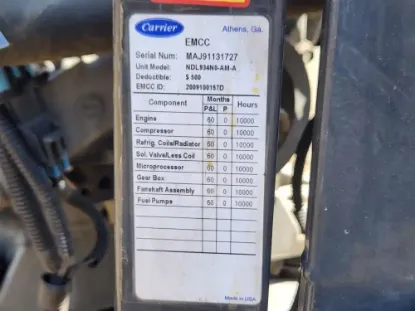 Carrier
Athens, Ga.
EMCC
Serial Num: MAJ91131727
Unit Model: NDL934N0-AM-A
Deductible: $ 500
EMCC ID: 2009100157D
Component Months Hours
P&L P
Engine 60 0 10000
Compressor 60 0 10000
Refrig. Coils/Radiator 60 0 10000
Sol. Valve/Less Coil 60 0 10000
Microprocessor 60 0 10000
Gear Box 60 0 10000
Fanshaft Assembly 60 0 10000
Fuel Pumps 60 0 10000
Made in USA